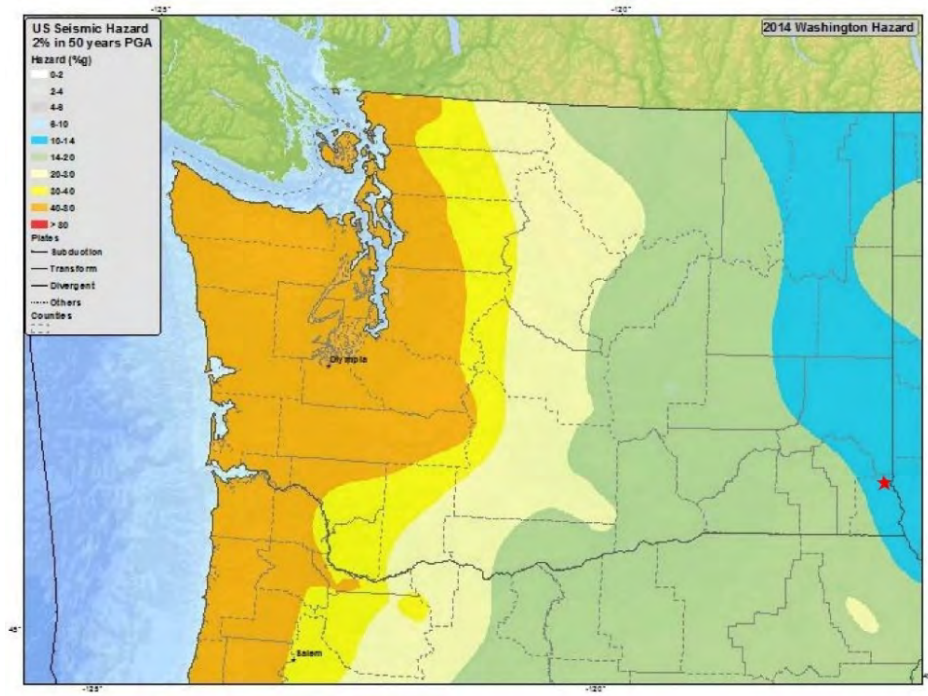 -125°
-120°
US Seismic Hazard
2% in 50 years PGA
Hazard (%g)
0-2
2-4
4-6
6-10
10-14
14-20
20-30
30-40
40-80
> 80
Plates
Subduction
Transform
Divergent
Others
Counties
2014 Washington Hazard
Olympia
45°
Salem
-125°
-120°